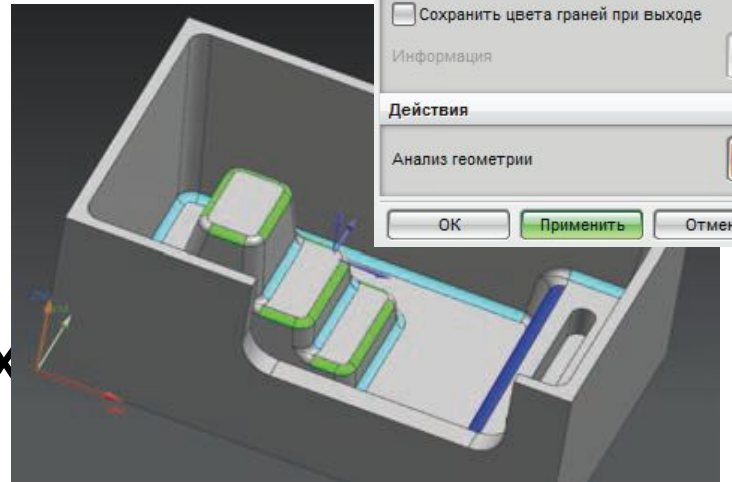 Сохранить цвета граней при выходе
Информация
Действия
Анализ геометрии
ОК Применить Отмен